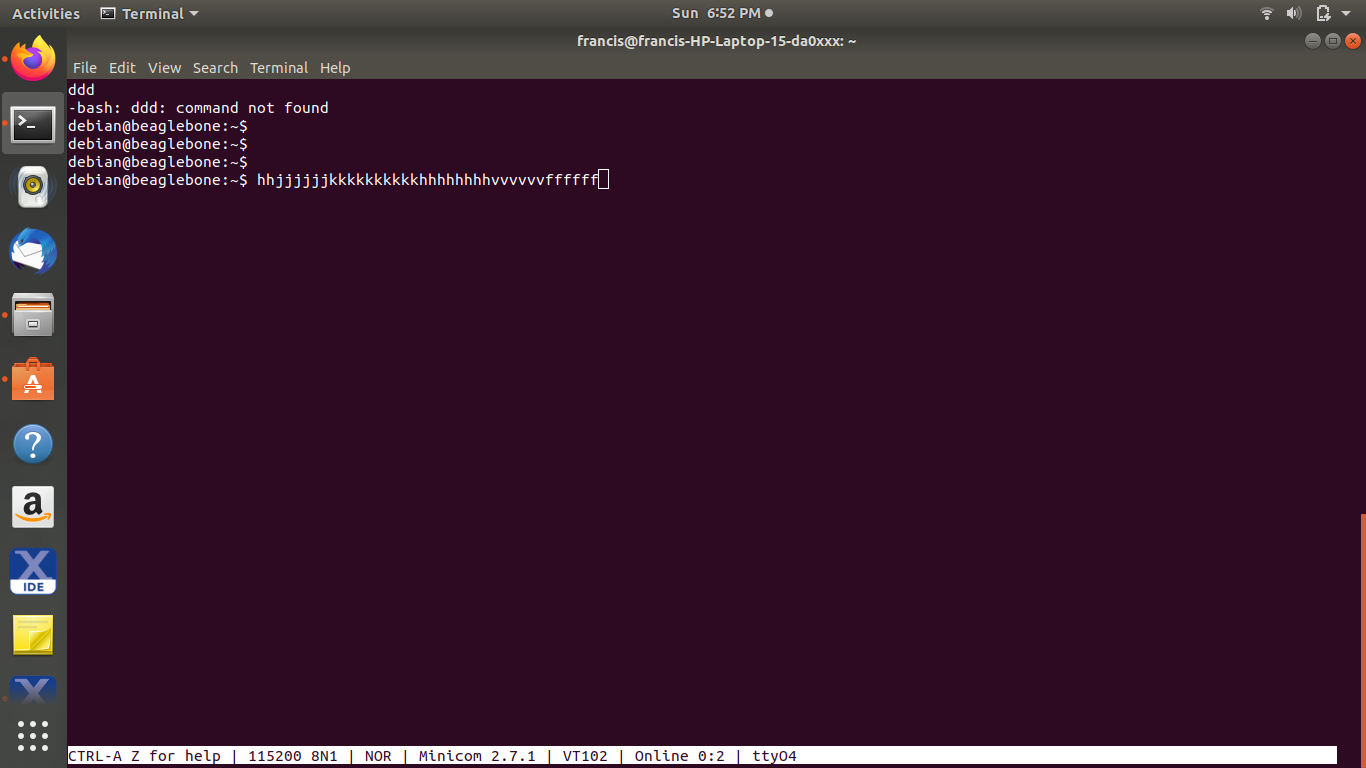 Activities Terminal Sun 6:52 PM
francis@francis-HP-Laptop-15-da0xxx: ~
File Edit View Search Terminal Help
ddd
-bash: ddd: command not found
debian@beaglebone:~$
debian@beaglebone:~$
debian@beaglebone:~$
debian@beaglebone:~$ hhjjjjjjkkkkkkkkkkhhhhhhhhvvvvvvffffff
?
a
X
IDE
X
CTRL-A Z for help | 115200 8N1 | NOR | Minicom 2.7.1 | VT102 | Online 0:2 | ttyO4